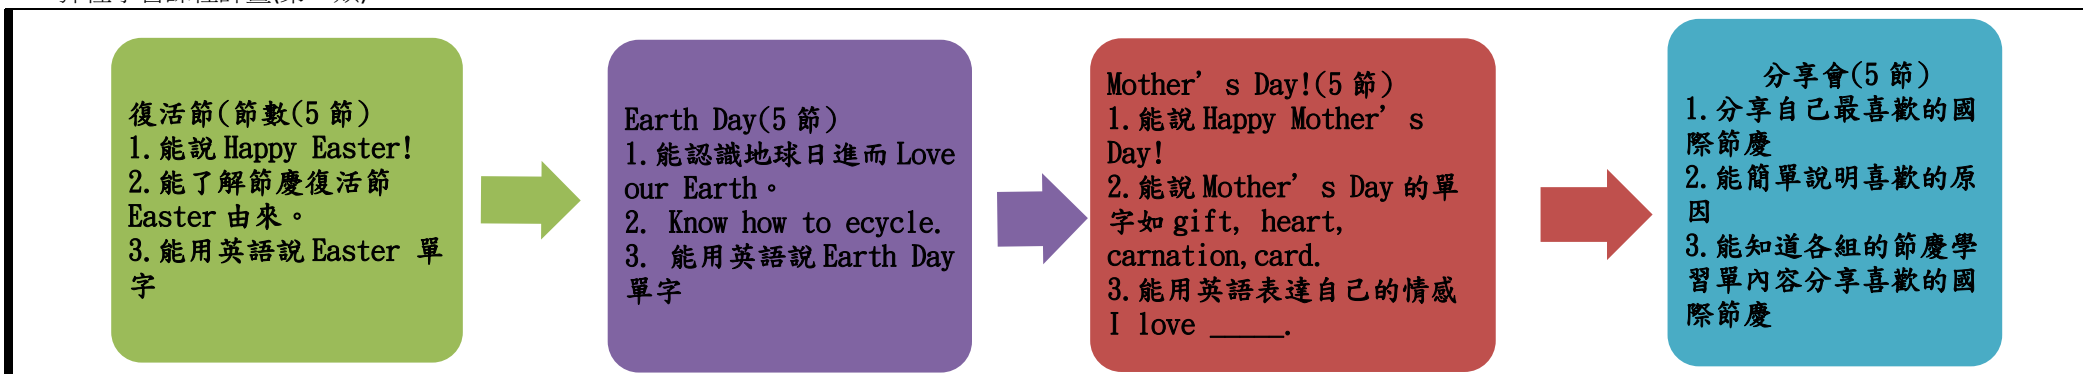 復活節(節數(5 節)
1.能說 Happy Easter!
2.能了解節慶復活節
Easter 由來。
3.能用英語說 Easter 單
字
Earth Day(5 節)
1.能認識地球日進而 Love
our Earth。
2. Know how to ecycle.
3. 能用英語說 Earth Day
單字
Mother’s Day!(5 節)
1.能說 Happy Mother’s
Day!
2.能說 Mother’s Day 的單
字如 gift, heart,
carnation,card.
3.能用英語表達自己的情感
I love _____.
分享會(5 節)
1.分享自己最喜歡的國
際節慶
2.能簡單說明喜歡的原
因
3.能知道各組的節慶學
習單內容分享喜歡的國
際節慶